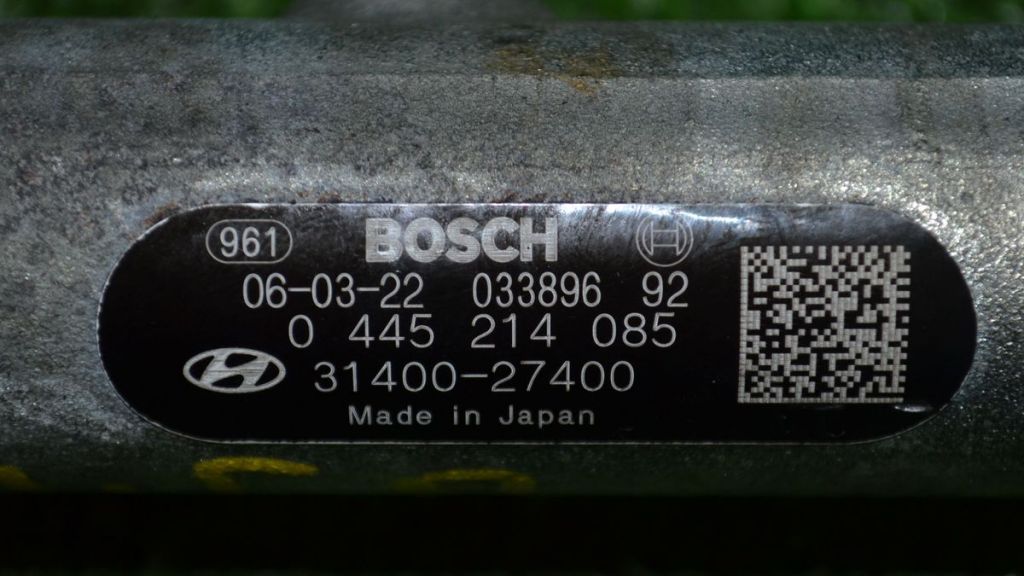 961 BOSCH
06-03-22 033896 92
0 445 214 085
31400-27400
Made in Japan